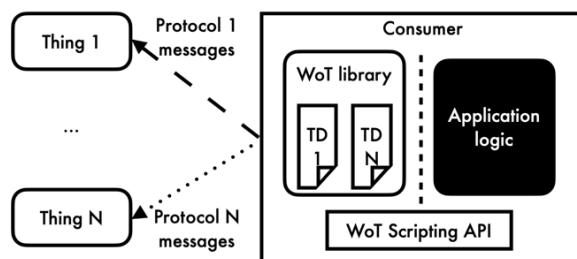 Thing 1
Protocol 1
messages
...
Thing N
Protocol N
messages
Consumer
WoT library
TD
1
TD
N
Application
logic
WoT Scripting API